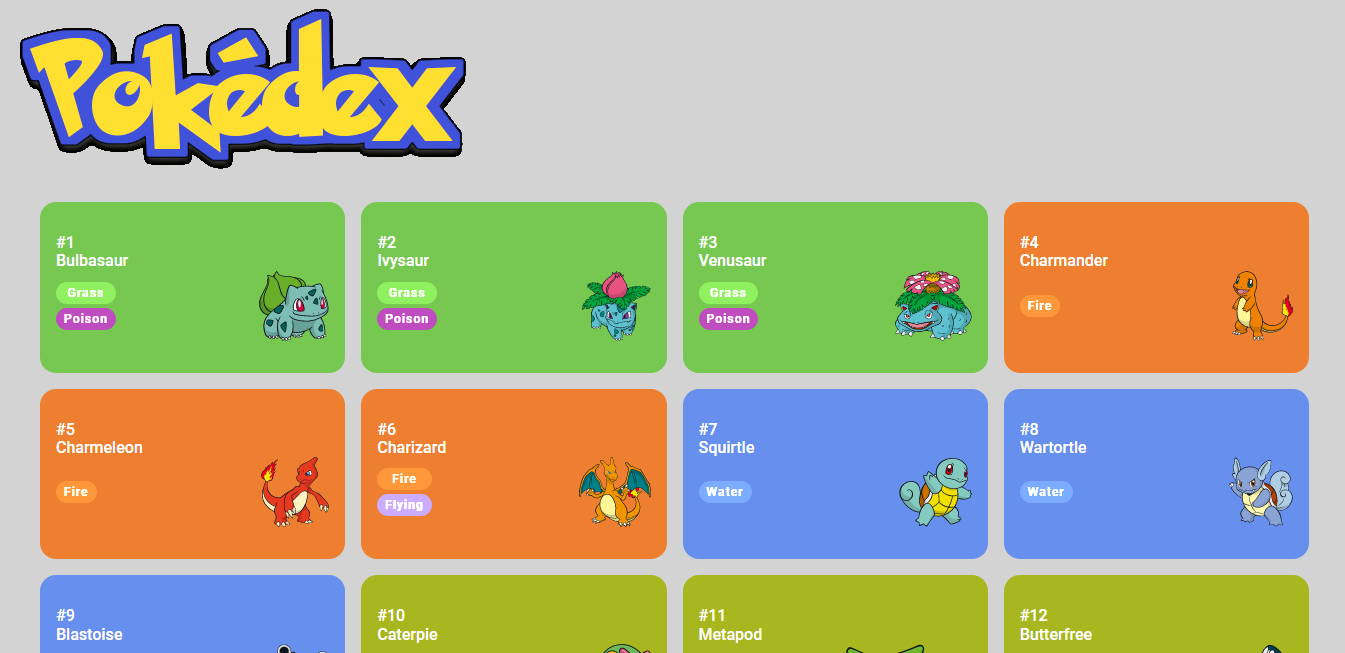 Pokédex
#1
Bulbasaur
Grass
Poison
#2
Ivysaur
Grass
Poison
#3
Venusaur
Grass
Poison
#4
Charmander
Fire
#5
Charmeleon
Fire
#6
Charizard
Fire
Flying
#7
Squirtle
Water
#8
Wartortle
Water
#9
Blastoise
#10
Caterpie
#11
Metapod
#12
Butterfree